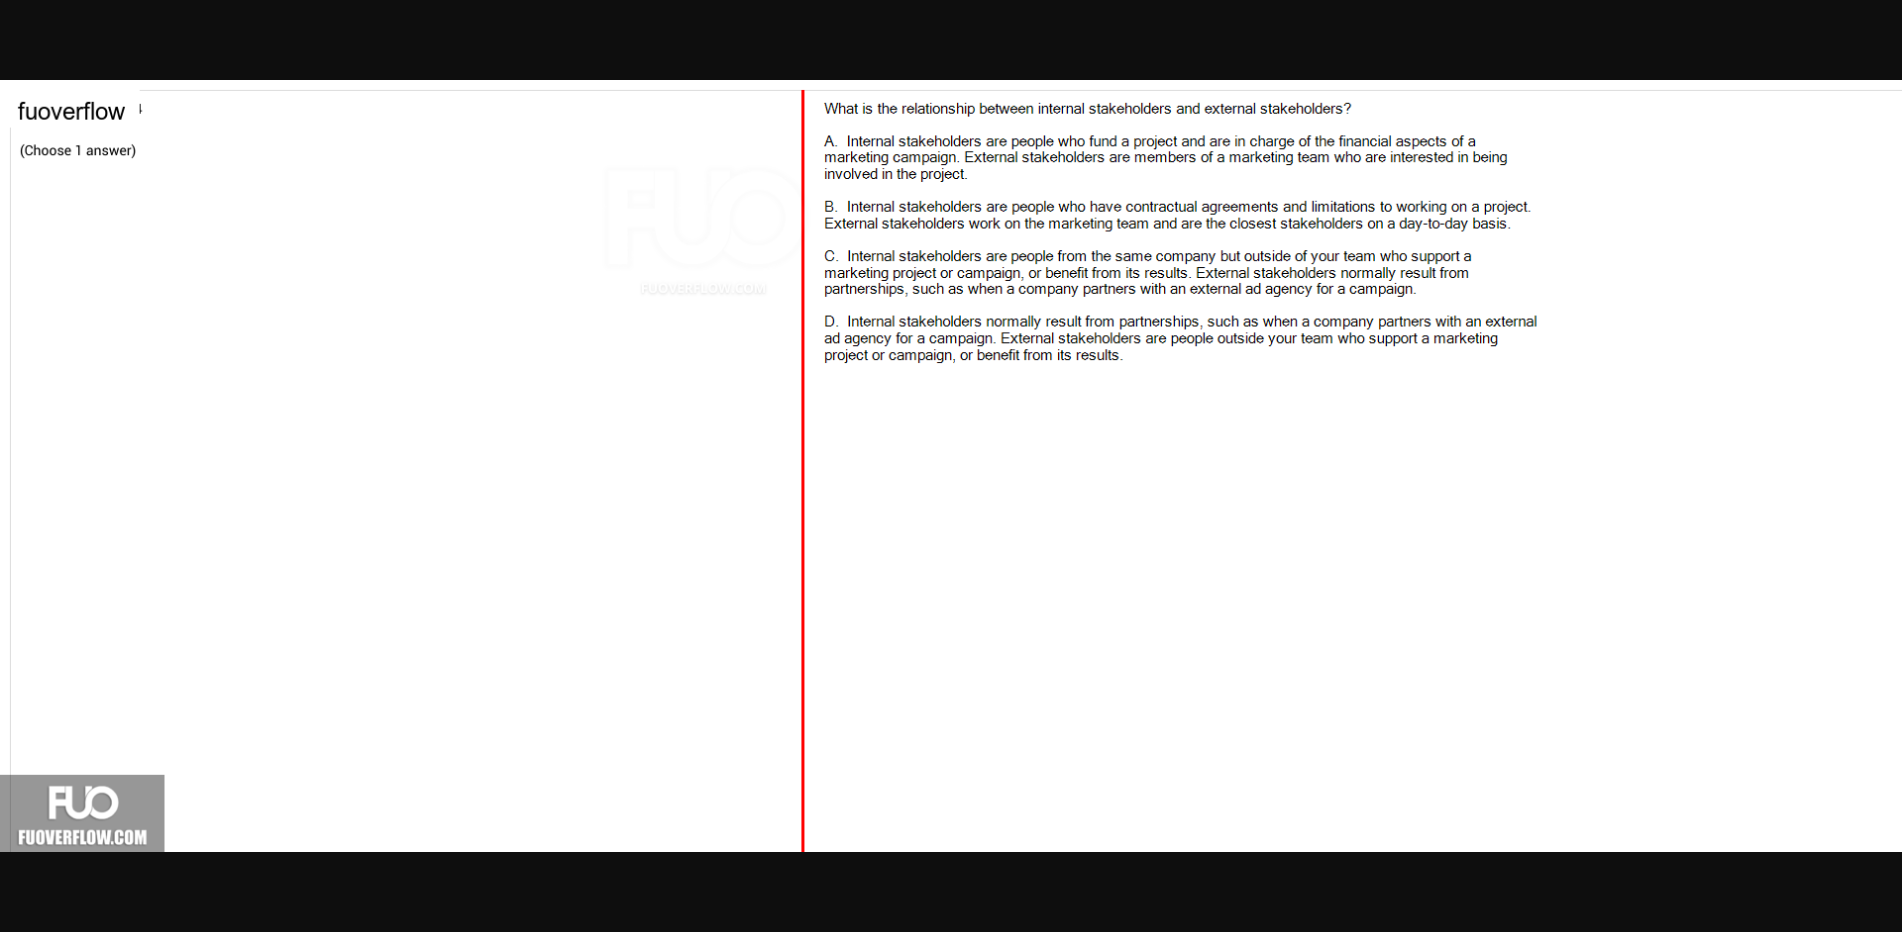 fuoverflow
(Choose 1 answer)
FUO
FUOVERFLOW.COM
What is the relationship between internal stakeholders and external stakeholders?
A. Internal stakeholders are people who fund a project and are in charge of the financial aspects of a
marketing campaign. External stakeholders are members of a marketing team who are interested in being
involved in the project.
B. Internal stakeholders are people who have contractual agreements and limitations to working on a project.
External stakeholders work on the marketing team and are the closest stakeholders on a day-to-day basis.
C. Internal stakeholders are people from the same company but outside of your team who support a
marketing project or campaign, or benefit from its results. External stakeholders normally result from
partnerships, such as when a company partners with an external ad agency for a campaign.
D. Internal stakeholders normally result from partnerships, such as when a company partners with an external
ad agency for a campaign. External stakeholders are people outside your team who support a marketing
project or campaign, or benefit from its results.
FUO
FUOVERFLOW.COM